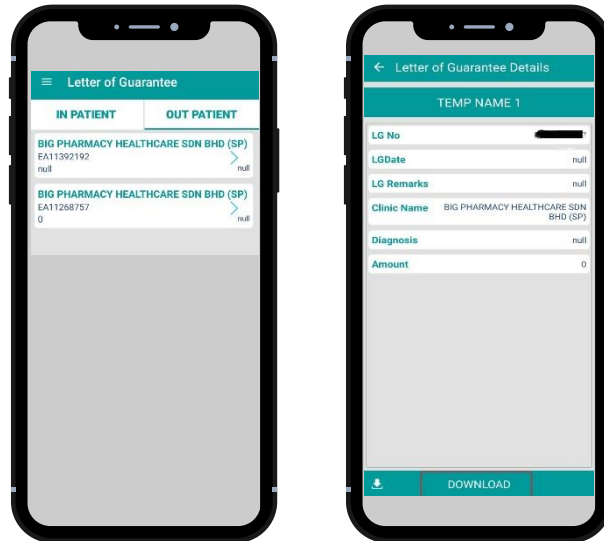 Letter of Guarantee
IN PATIENT
OUT PATIENT
BIG PHARMACY HEALTHCARE SDN BHD (SP)
EA11392192
null
null
BIG PHARMACY HEALTHCARE SDN BHD (SP)
EA11268757
0
null
Letter of Guarantee Details
TEMP NAME 1
LG No
LGDate
null
LG Remarks
null
Clinic Name
BIG PHARMACY HEALTHCARE SDN
BHD (SP)
Diagnosis
null
Amount
0
DOWNLOAD